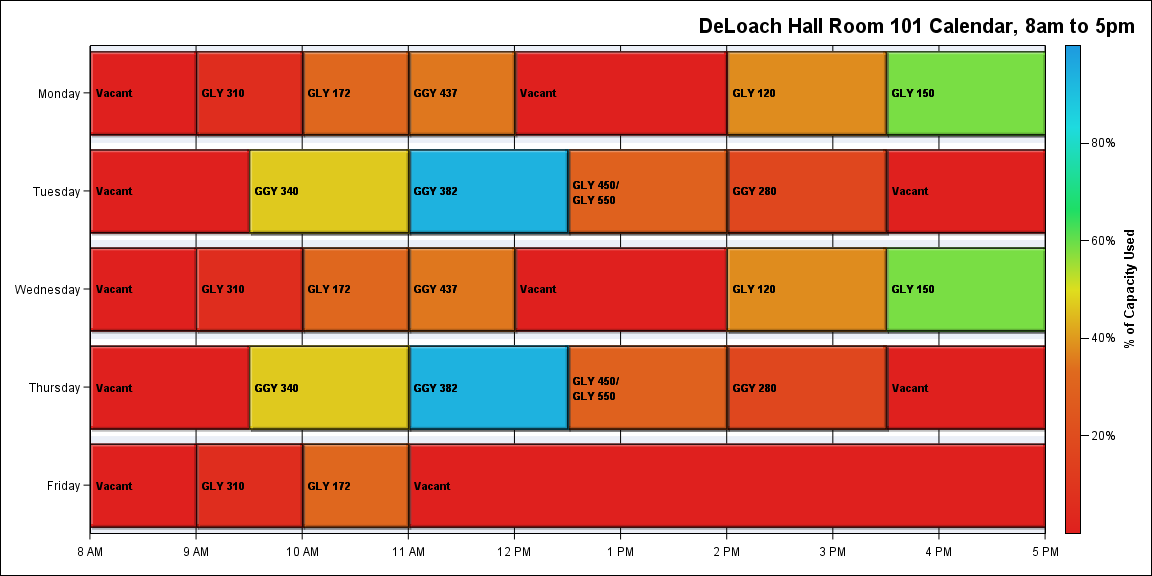 DeLoach Hall Room 101 Calendar, 8am to 5pm
Monday
Vacant
GLY 310
GLY 172
GGY 437
Vacant
GLY 120
GLY 150
Tuesday
Vacant
GGY 340
GGY 382
GLY 450/
GLY 550
GGY 280
Vacant
Wednesday
Vacant
GLY 310
GLY 172
GGY 437
Vacant
GLY 120
GLY 150
Thursday
Vacant
GGY 340
GGY 382
GLY 450/
GLY 550
GGY 280
Vacant
Friday
Vacant
GLY 310
GLY 172
Vacant
8 AM
9 AM
10 AM
11 AM
12 PM
1 PM
2 PM
3 PM
4 PM
5 PM
80%
60%
40%
20%
% of Capacity Used